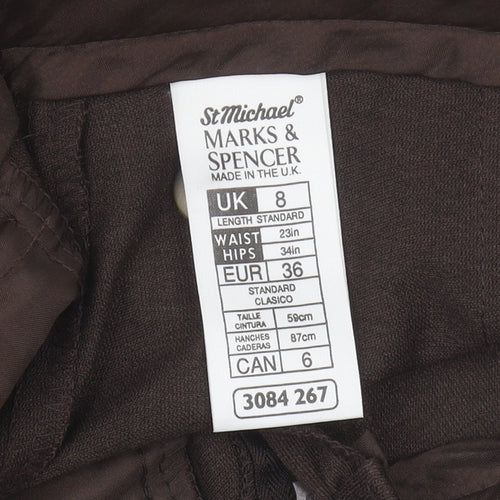 St Michael®
MARKS &
SPENCER
MADE IN THE U.K.
UK 8
LENGTH STANDARD
WAIST 23in
HIPS 34in
EUR 36
STANDARD
CLASICO
TAILLE
CINTURA 59cm
HANCHES
CADERAS 87cm
CAN 6
3084 267